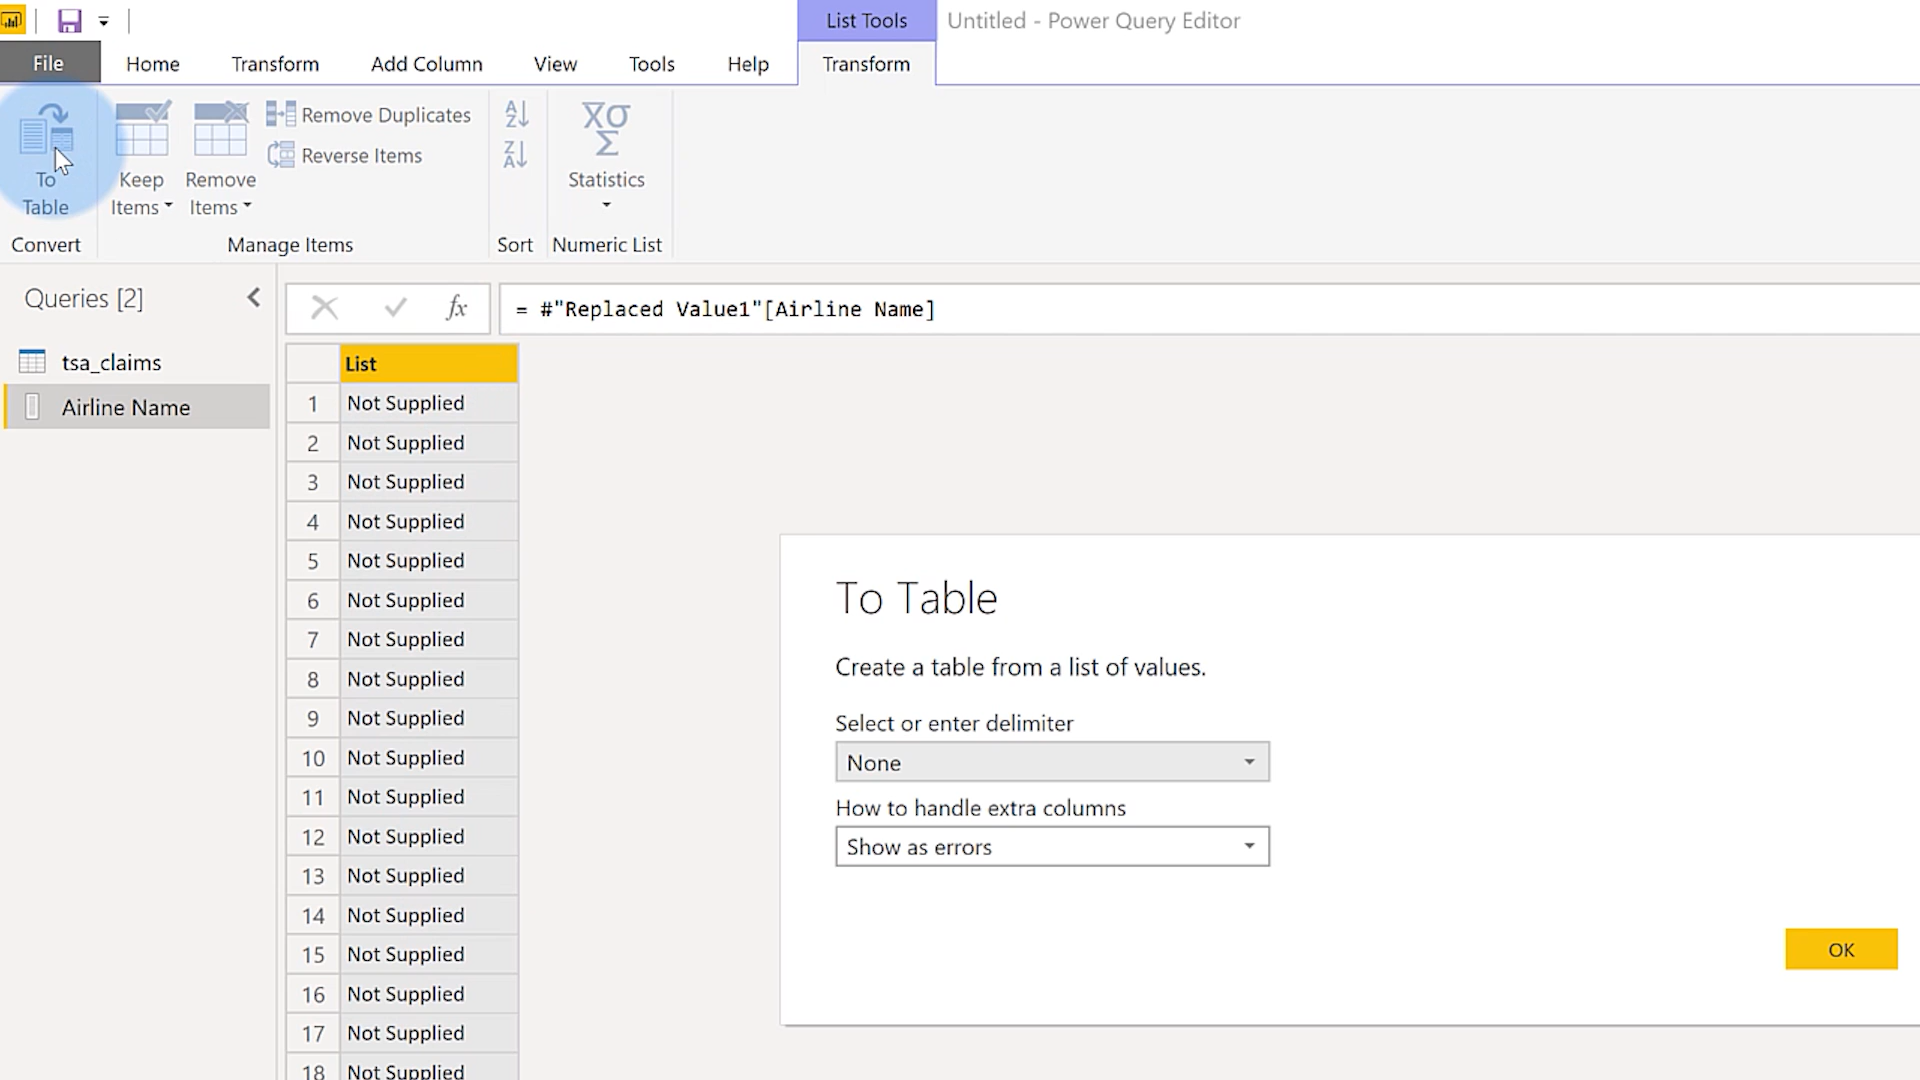 List Tools
Untitled - Power Query Editor
File
Home
Transform
Add Column
View
Tools
Help
Transform
To
Table
Keep
Items
Remove
Items
Remove Duplicates
Reverse Items
A
Z
Z
A
Statistics
Convert
Manage Items
Sort
Numeric List
Queries [2]
fx
= #"Replaced Value1"[Airline Name]
tsa_claims
Airline Name
List
1 Not Supplied
2 Not Supplied
3 Not Supplied
4 Not Supplied
5 Not Supplied
6 Not Supplied
7 Not Supplied
8 Not Supplied
9 Not Supplied
10 Not Supplied
11 Not Supplied
12 Not Supplied
13 Not Supplied
14 Not Supplied
15 Not Supplied
16 Not Supplied
17 Not Supplied
18 Not Supplied
To Table
Create a table from a list of values.
Select or enter delimiter
None
How to handle extra columns
Show as errors
OK